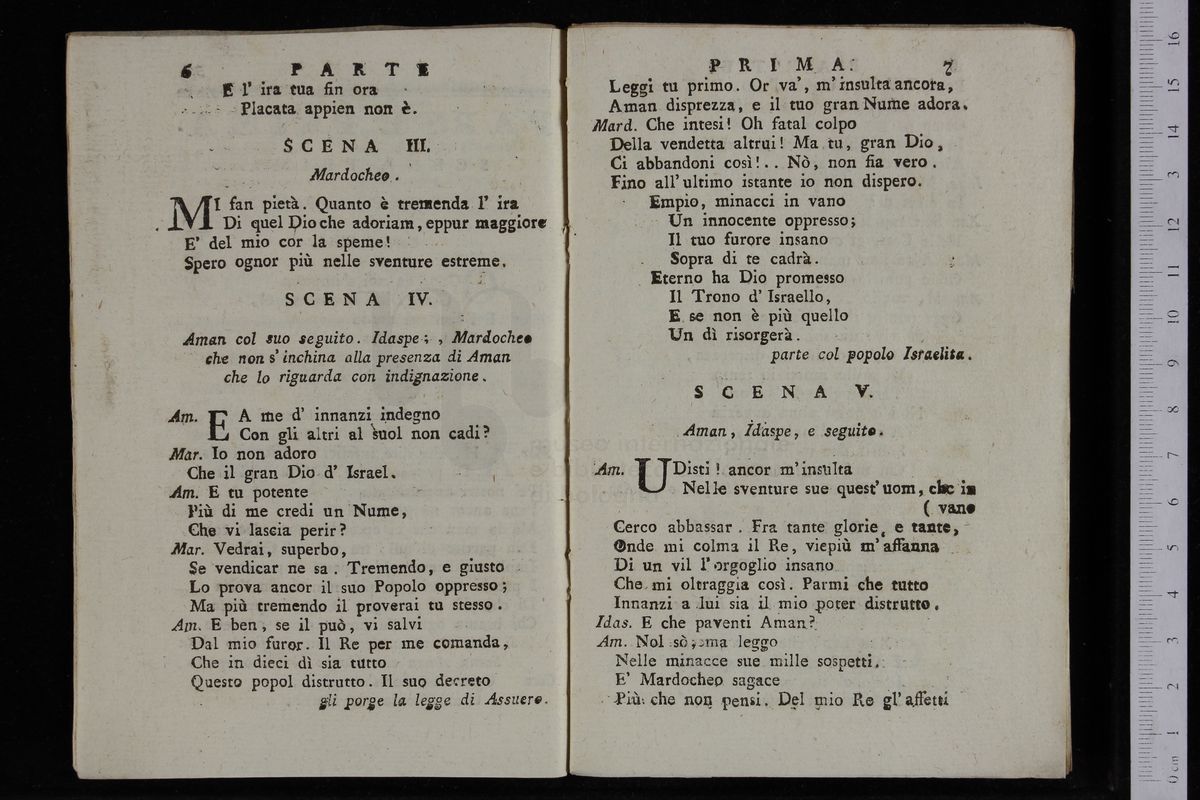 6 PARTE
E l' ira tua fin ora
Placata appien non è.
SCENA III.
Mardocheo.
MI fan pietà. Quanto è tremenda l' ira
Di quel Dio che adoriam, eppur maggiore
E' del mio cor la speme!
Spero ognor più nelle sventure estreme.
SCENA IV.
Aman col suo seguito. Idaspe; , Mardocheo
che non s' inchina alla presenza di Aman
che lo riguarda con indignazione.
Am. E A me d' innanzi indegno
Con gli altri al suol non cadi?
Mar. Io non adoro
Che il gran Dio d' Israel.
Am. E tu potente
Più di me credi un Nume,
Che vi lascia perir?
Mar. Vedrai, superbo,
Se vendicar ne sa. Tremendo, e giusto
Lo prova ancor il suo Popolo oppresso;
Ma più tremendo il proverai tu stesso.
Am. E ben, se il può, vi salvi
Dal mio furor. Il Re per me comanda,
Che in dieci dì sia tutto
Questo popol distrutto. Il suo decreto
gli porge la legge di Assuero.
PRIMA. 7
Leggi tu primo. Or va', m' insulta ancora,
Aman disprezza, e il tuo gran Nume adora.
Mard. Che intesi! Oh fatal colpo
Della vendetta altrui! Ma tu, gran Dio,
Ci abbandoni così!.. Nò, non fia vero.
Fino all' ultimo istante io non dispero.
Empio, minacci in vano
Un innocente oppresso;
Il tuo furore insano
Sopra di te cadrà.
Eterno ha Dio promesso
Il Trono d' Israello,
E se non è più quello
Un dì risorgerà.
parte col popolo Israelita.
SCENA V.
Aman, Idaspe, e seguito.
Am. UDisti! ancor m' insulta
Nelle sventure sue quest' uom, che in
( vano
Cerco abbassar. Fra tante glorie, e tante,
Onde mi colma il Re, viepiù m' affanna
Di un vil l' orgoglio insano
Che mi oltraggia così. Parmi che tutto
Innanzi a lui sia il mio poter distrutto.
Idas. E che paventi Aman?
Am. Nol sò; ma leggo
Nelle minacce sue mille sospetti.
E' Mardocheo sagace
Più che non pensi. Del mio Re gl' affetti